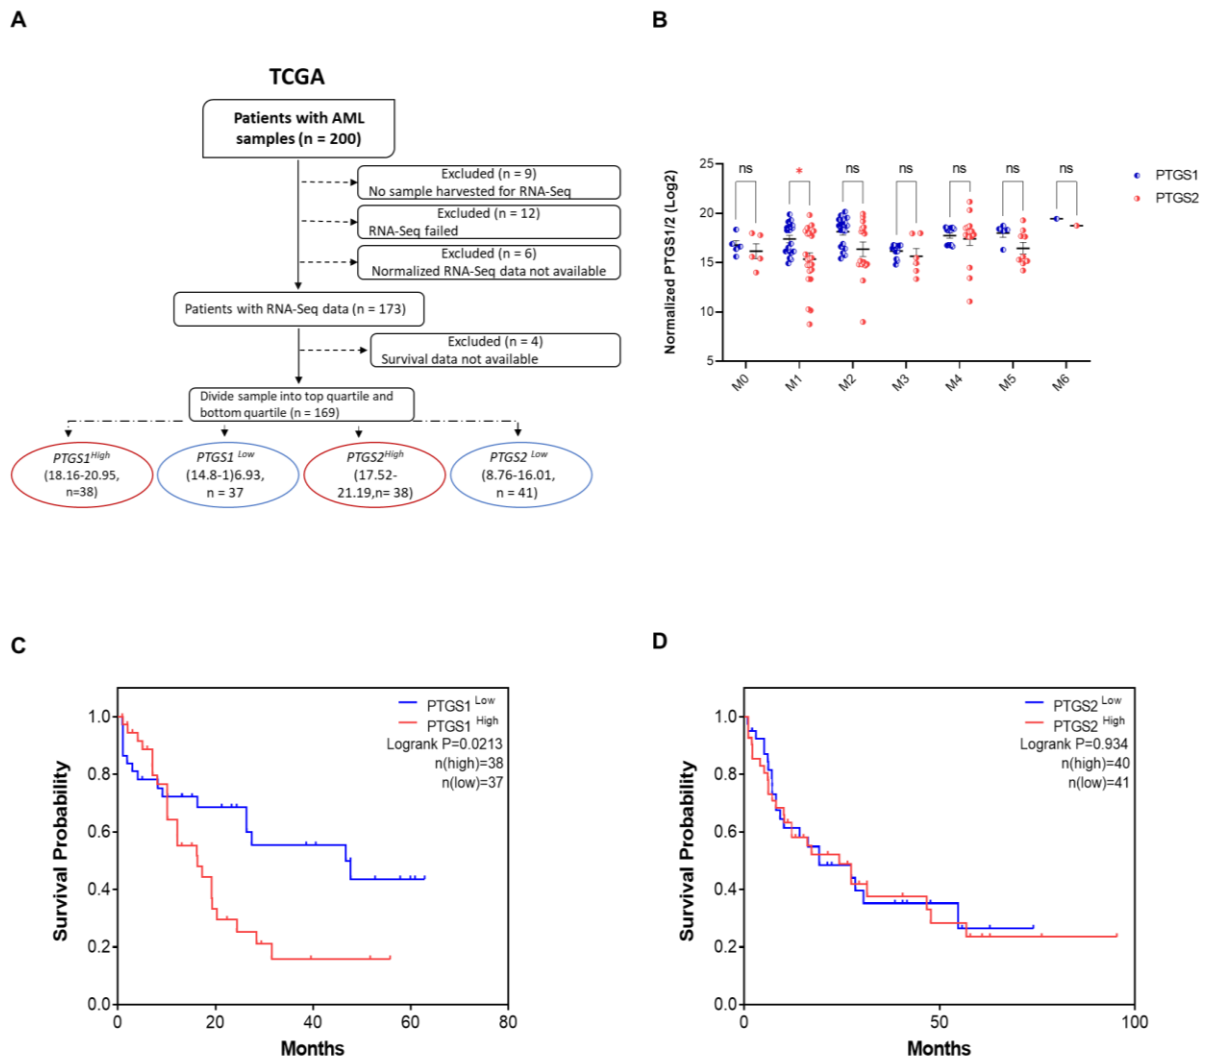 A
TCGA
Patients with AML
samples (n = 200)
Excluded (n = 9)
No sample harvested for RNA-Seq
Excluded (n = 12)
RNA-Seq failed
Excluded (n = 6)
Normalized RNA-Seq data not available
Patients with RNA-Seq data (n = 173)
Excluded (n = 4)
Survival data not available
Divide sample into top quartile and
bottom quartile (n = 169)
PTGS1High
(18.16-20.95,
n=38)
PTGS1 Low
(14.8-1)6.93,
n = 37
PTGS2High
(17.52-
21.19,n= 38)
PTGS2 Low
(8.76-16.01,
n = 41)
B
Normalized PTGS1/2 (Log2)
25
20
15
10
5
ns
*
ns
ns
ns
ns
ns
M0
M1
M2
M3
M4
M5
M6
PTGS1
PTGS2
C
Survival Probability
1.0
0.8
0.6
0.4
0.2
0.0
PTGS1 Low
PTGS1 High
Logrank P=0.0213
n(high)=38
n(low)=37
0
20
40
60
80
Months
D
Survival Probability
1.0
0.8
0.6
0.4
0.2
0.0
PTGS2 Low
PTGS2 High
Logrank P=0.934
n(high)=40
n(low)=41
0
50
100
Months